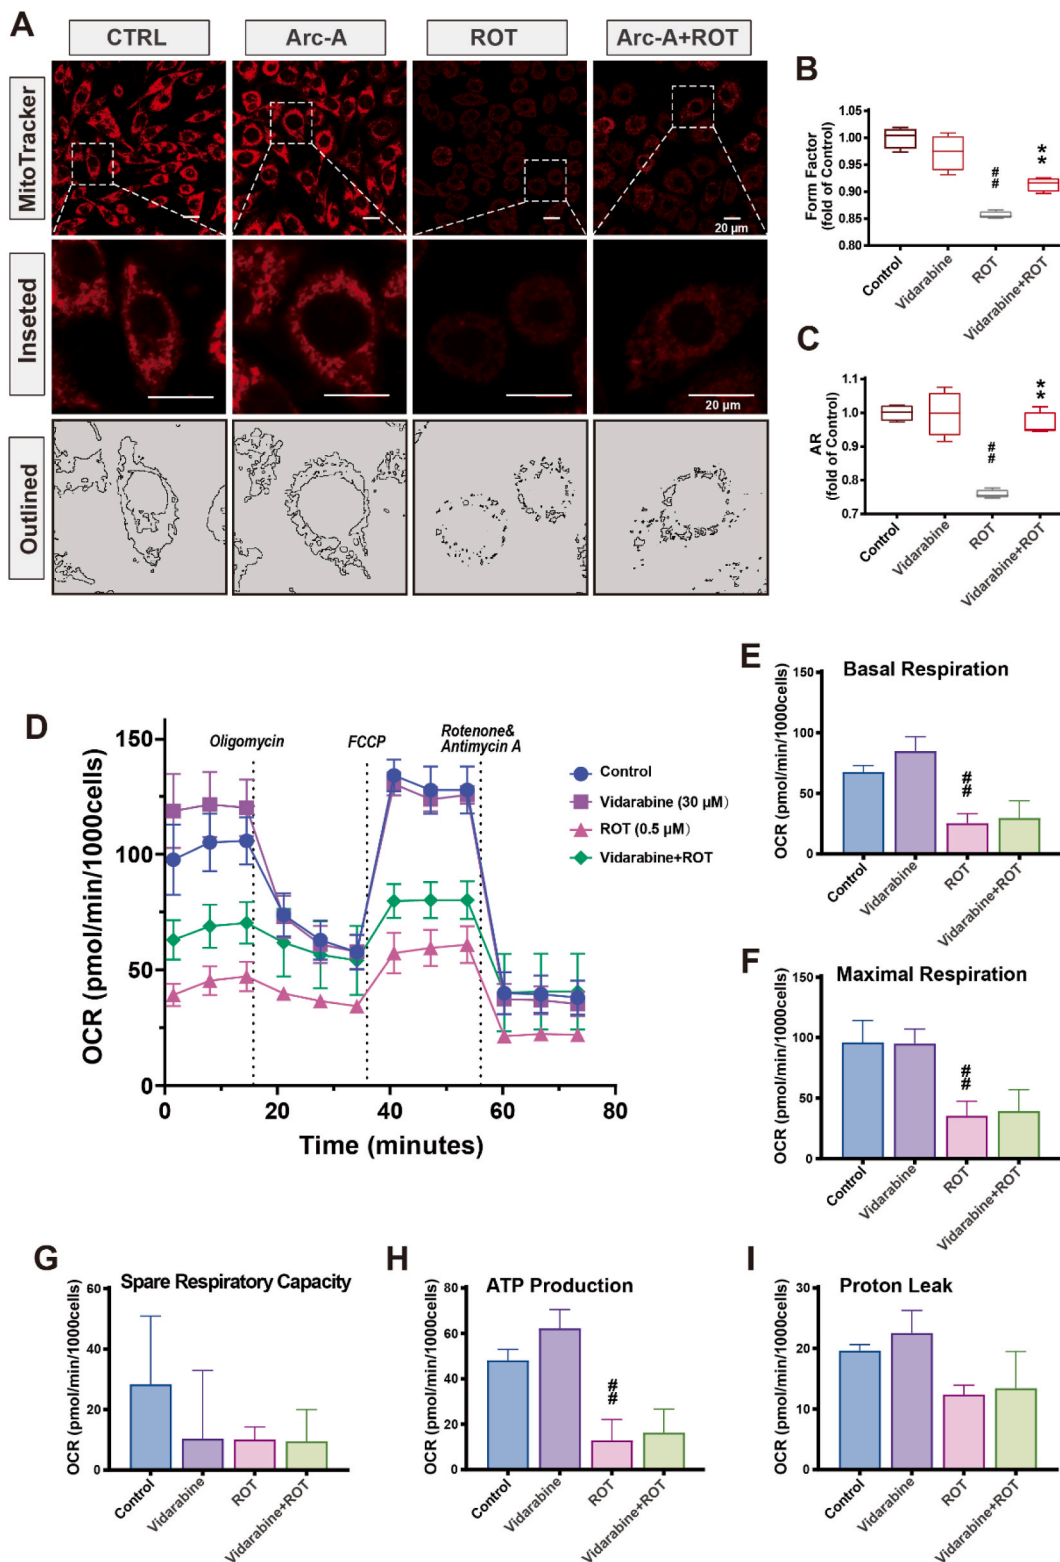 A
CTRL
Arc-A
ROT
Arc-A+ROT
MitoTracker
20 μm
Inseted
20 μm
Outlined
B
Form Factor
(fold of Control)
1.05
1.00
0.95
0.90
0.85
0.80
##
**
Control
Vidarabine
ROT
Vidarabine+ROT
C
AR
(fold of Control)
1.1
1.0
0.9
0.8
0.7
##
**
Control
Vidarabine
ROT
Vidarabine+ROT
D
OCR (pmol/min/1000cells)
150
100
50
0
0
20
40
60
80
Time (minutes)
Oligomycin
FCCP
Rotenone&
Antimycin A
Control
Vidarabine (30 μM）
ROT (0.5 μM）
Vidarabine+ROT
E
Basal Respiration
OCR (pmol/min/1000cells)
150
100
50
0
##
Control
Vidarabine
ROT
Vidarabine+ROT
F
Maximal Respiration
OCR (pmol/min/1000cells)
150
100
50
0
##
Control
Vidarabine
ROT
Vidarabine+ROT
G
Spare Respiratory Capacity
OCR (pmol/min/1000cells)
60
40
20
0
Control
Vidarabine
ROT
Vidarabine+ROT
H
ATP Production
OCR (pmol/min/1000cells)
80
60
40
20
0
##
Control
Vidarabine
ROT
Vidarabine+ROT
I
Proton Leak
OCR (pmol/min/1000cells)
30
20
10
0
Control
Vidarabine
ROT
Vidarabine+ROT